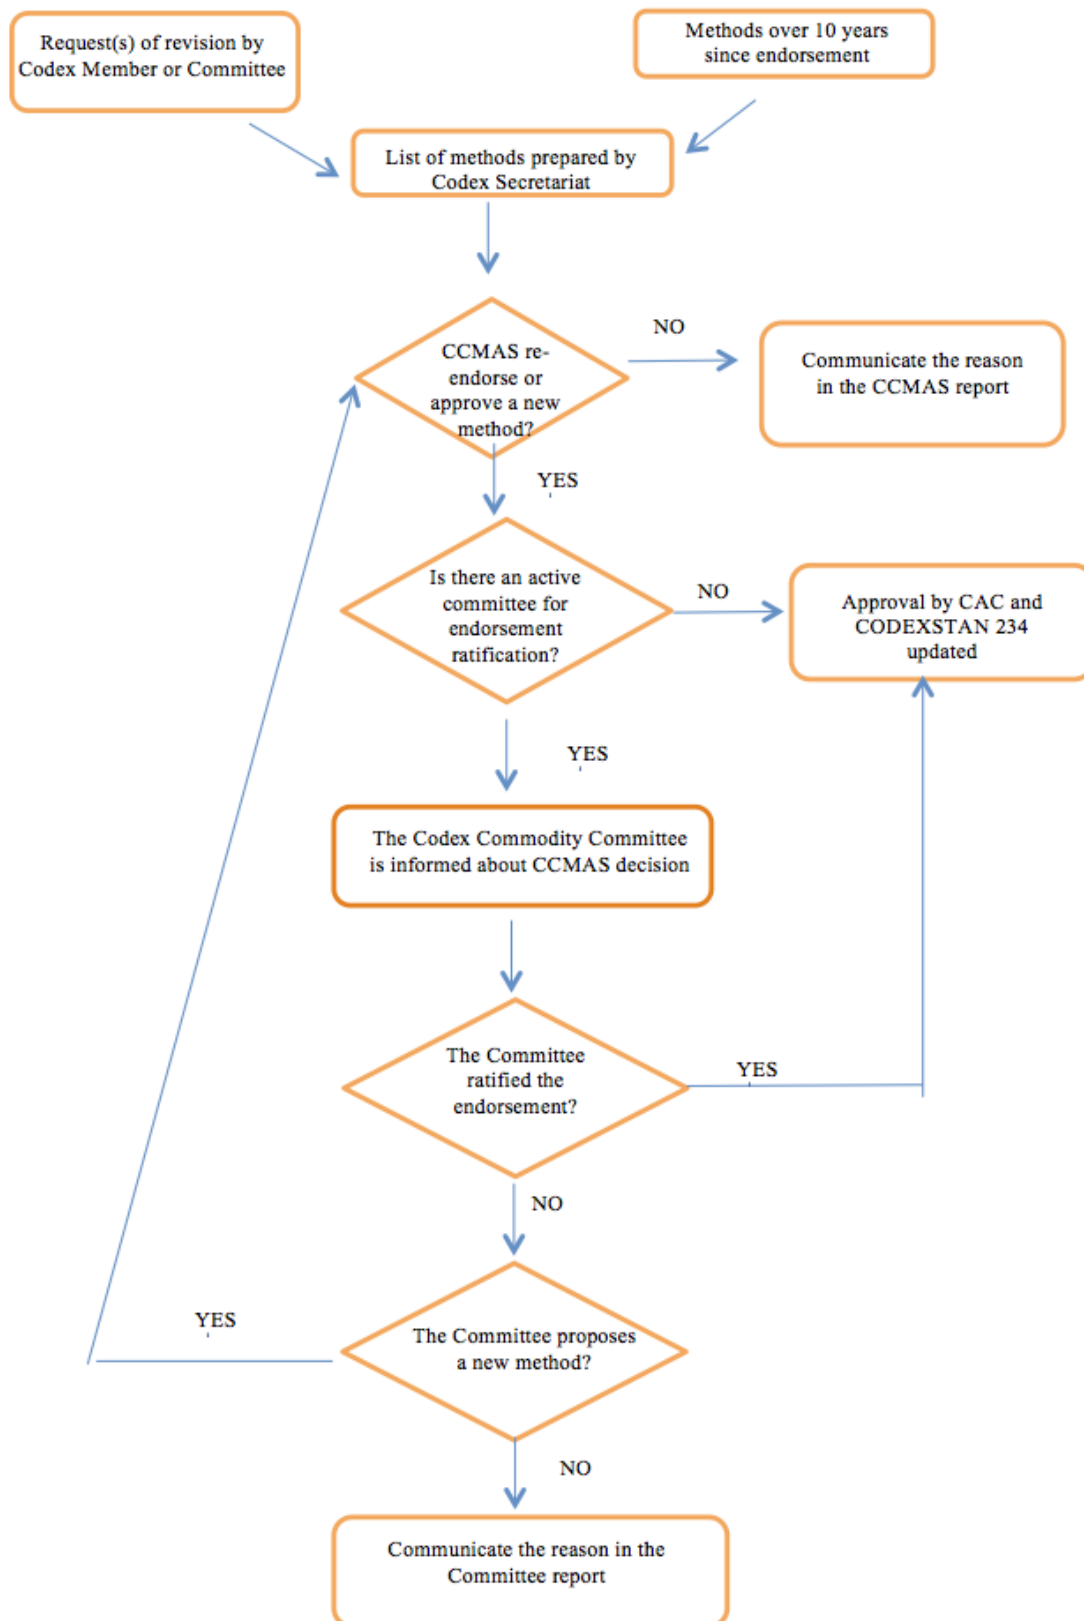 Request(s) of revision by
Codex Member or Committee
Methods over 10 years
since endorsement
List of methods prepared by
Codex Secretariat
CCMAS re-
endorse or
approve a new
method?
NO
Communicate the reason
in the CCMAS report
YES
Is there an active
committee for
endorsement
ratification?
NO
Approval by CAC and
CODEXSTAN 234
updated
YES
The Codex Commodity Committee
is informed about CCMAS decision
The Committee
ratified the
endorsement?
YES
NO
The Committee proposes
a new method?
YES
NO
Communicate the reason in the
Committee report